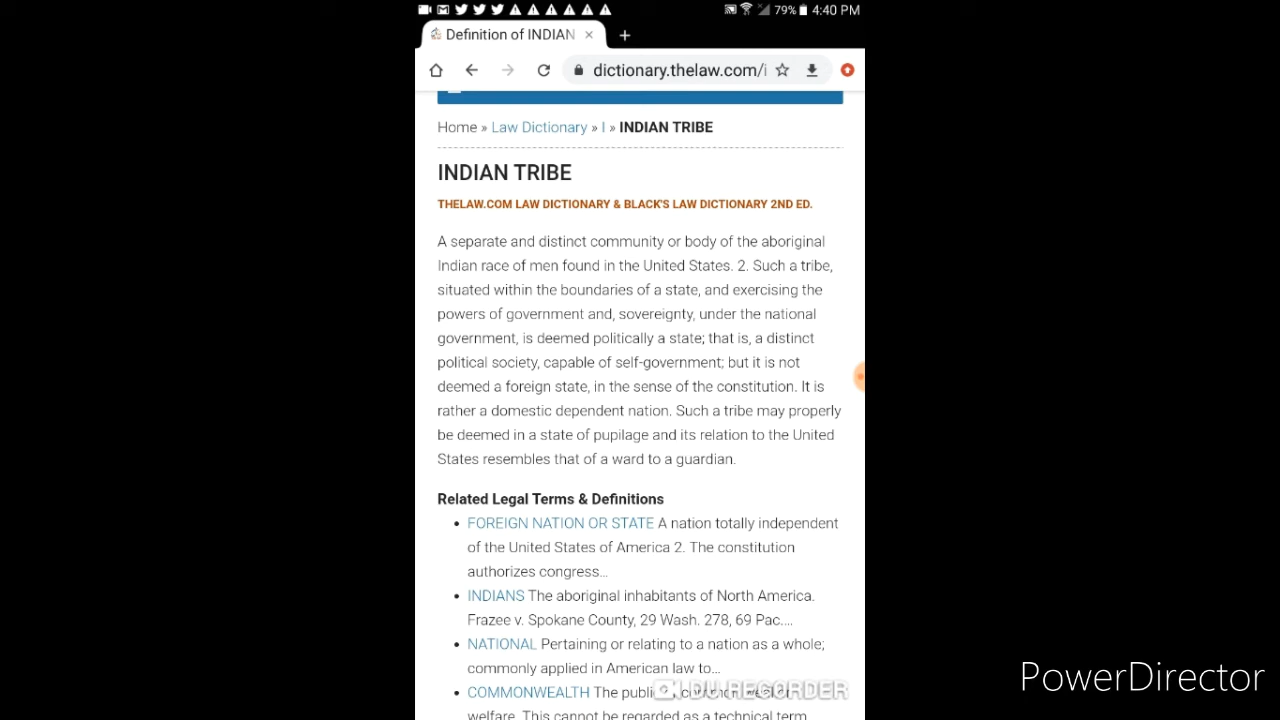 79% 4:40 PM
Definition of INDIAN
dictionary.thelaw.com/i
Home » Law Dictionary » I » INDIAN TRIBE
INDIAN TRIBE
THELAW.COM LAW DICTIONARY & BLACK'S LAW DICTIONARY 2ND ED.
A separate and distinct community or body of the aboriginal
Indian race of men found in the United States. 2. Such a tribe,
situated within the boundaries of a state, and exercising the
powers of government and, sovereignty, under the national
government, is deemed politically a state; that is, a distinct
political society, capable of self-government; but it is not
deemed a foreign state, in the sense of the constitution. It is
rather a domestic dependent nation. Such a tribe may properly
be deemed in a state of pupilage and its relation to the United
States resembles that of a ward to a guardian.
Related Legal Terms & Definitions
FOREIGN NATION OR STATE A nation totally independent
of the United States of America 2. The constitution
authorizes congress...
INDIANS The aboriginal inhabitants of North America.
Frazee v. Spokane County, 29 Wash. 278, 69 Pac....
NATIONAL Pertaining or relating to a nation as a whole;
commonly applied in American law to...
COMMONWEALTH The public
DU RECORDER
welfare. This cannot be regarded as a technical term
PowerDirector